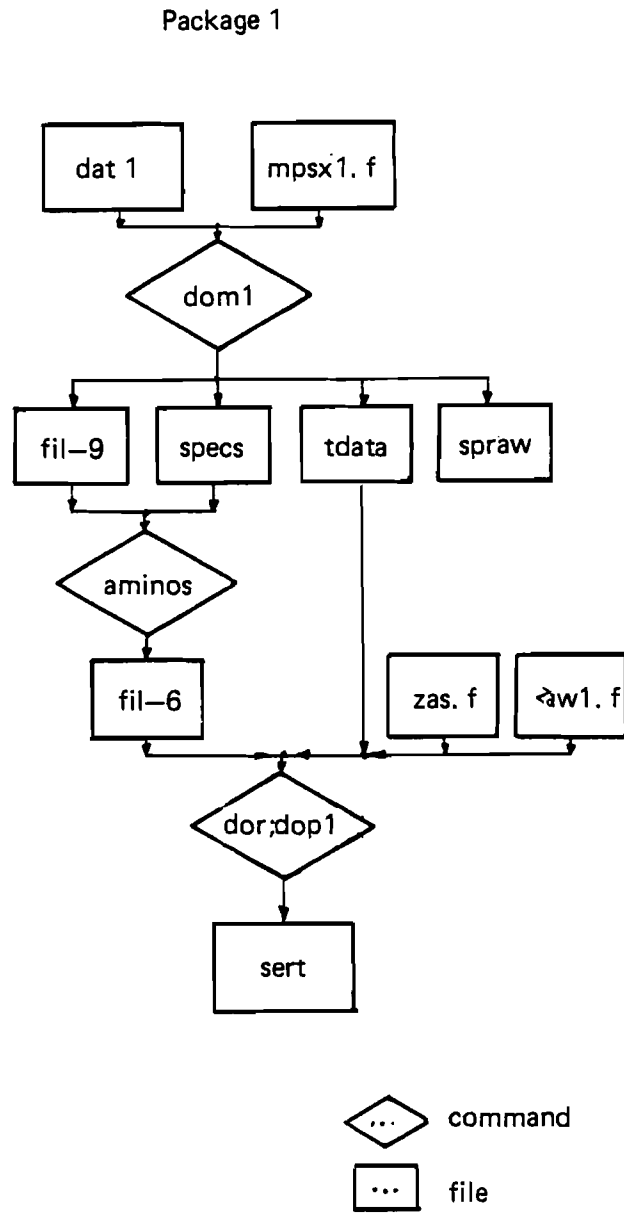 Package 1
dat 1
mpsx1. f
dom1
fil-9
specs
tdata
spraw
aminos
fil-6
zas. f
aw1. f
dor;dop1
sert
... command
... file